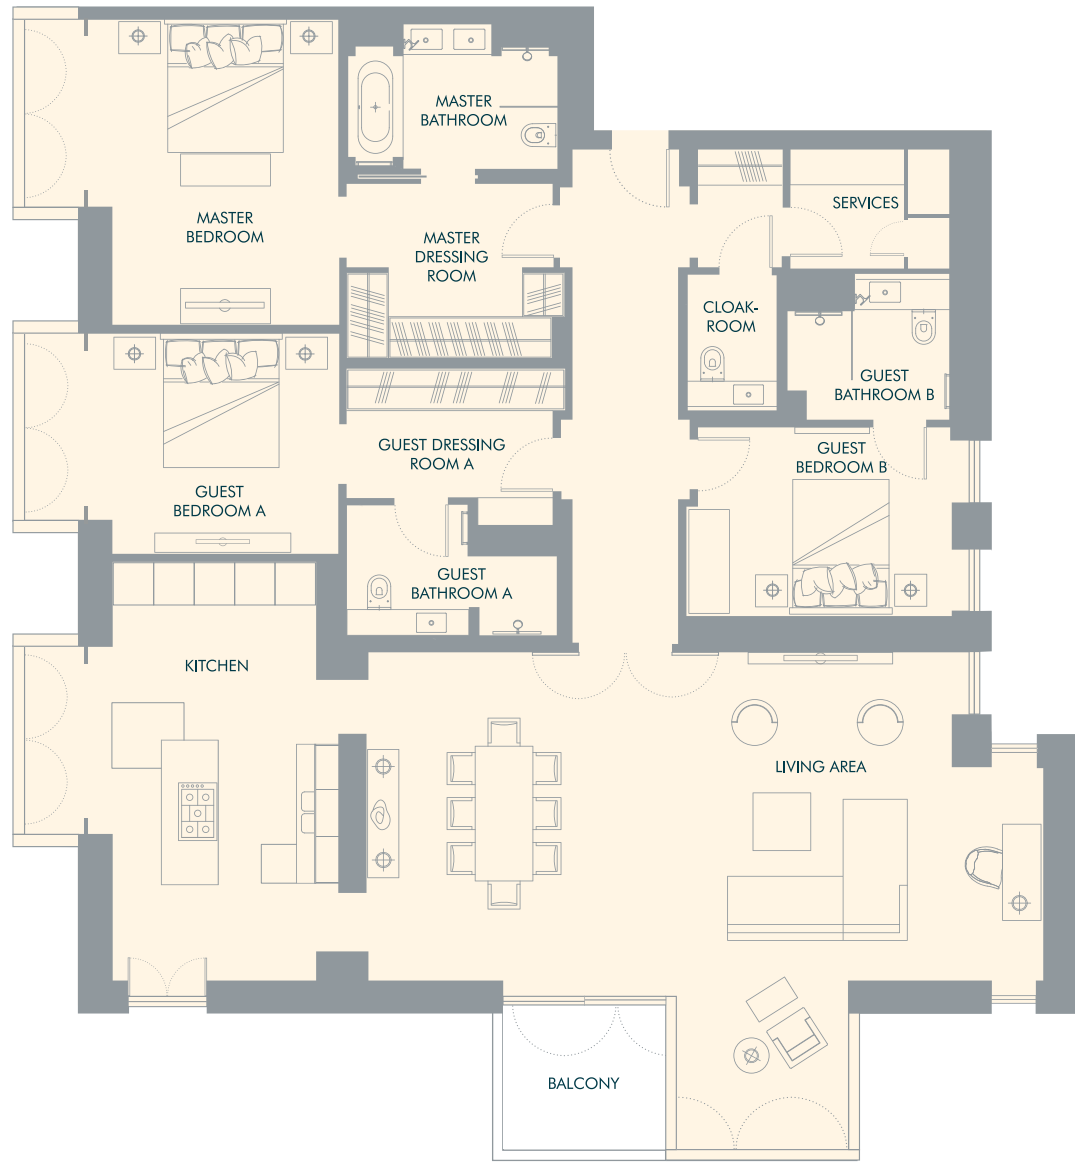 MASTER
BATHROOM
MASTER
BEDROOM
MASTER
DRESSING
ROOM
SERVICES
CLOAK-
ROOM
GUEST
BATHROOM B
GUEST DRESSING
ROOM A
GUEST
BEDROOM B
GUEST
BEDROOM A
GUEST
BATHROOM A
KITCHEN
LIVING AREA
BALCONY